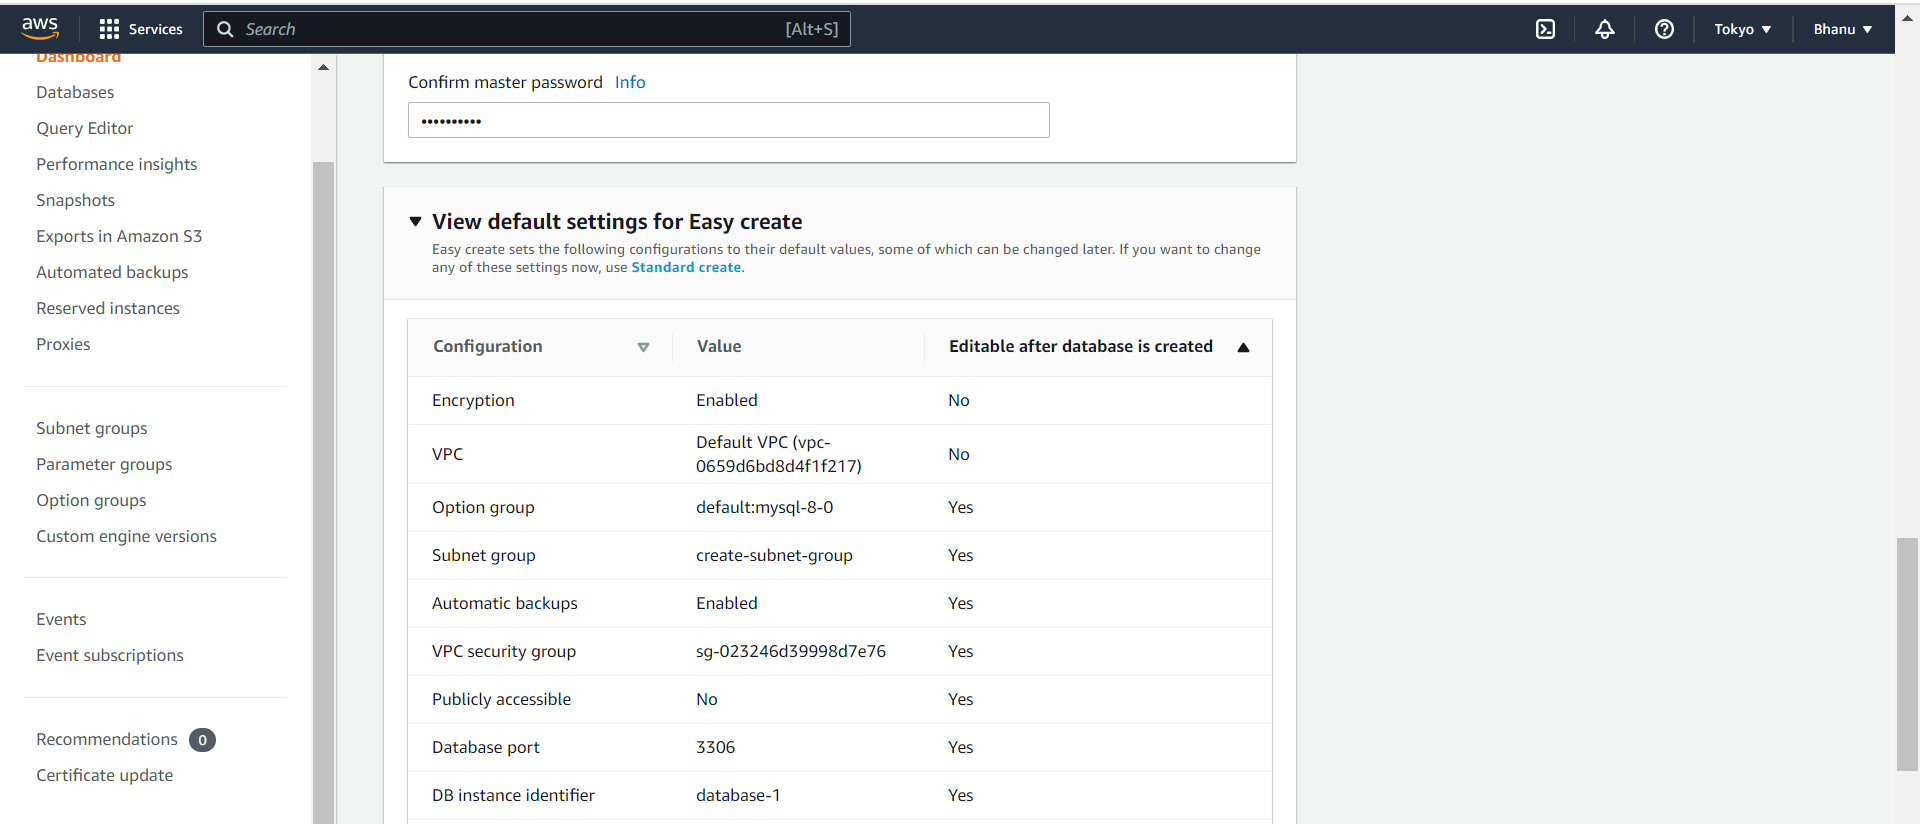 aws
Services
Search
[Alt+S]
Tokyo
Bhanu
Dashboard
Databases
Query Editor
Performance insights
Snapshots
Exports in Amazon S3
Automated backups
Reserved instances
Proxies
Subnet groups
Parameter groups
Option groups
Custom engine versions
Events
Event subscriptions
Recommendations 0
Certificate update
Confirm master password Info
••••••••••
View default settings for Easy create
Easy create sets the following configurations to their default values, some of which can be changed later. If you want to change
any of these settings now, use Standard create.
Configuration Value Editable after database is created
Encryption Enabled No
VPC Default VPC (vpc-
0659d6bd8d4f1f217) No
Option group default:mysql-8-0 Yes
Subnet group create-subnet-group Yes
Automatic backups Enabled Yes
VPC security group sg-023246d39998d7e76 Yes
Publicly accessible No Yes
Database port 3306 Yes
DB instance identifier database-1 Yes